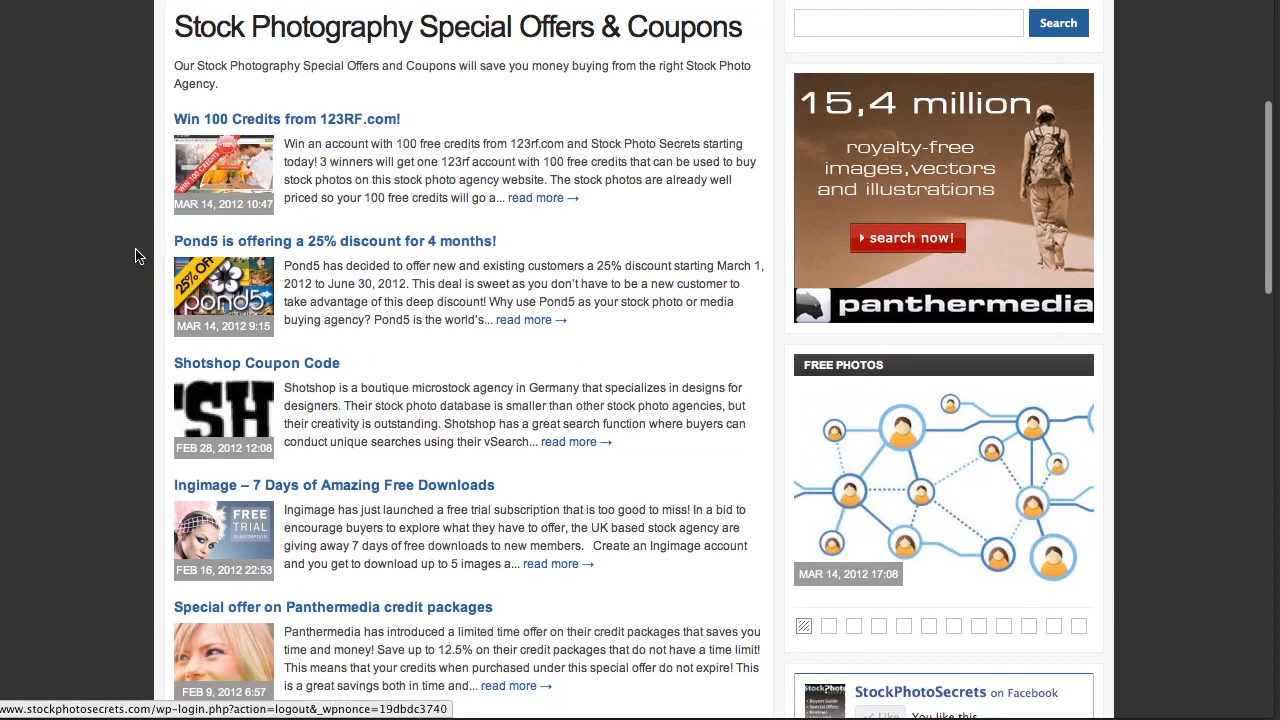 Stock Photography Special Offers & Coupons
Our Stock Photography Special Offers and Coupons will save you money buying from the right Stock Photo
Agency.
Win 100 Credits from 123RF.com!
WIN 100 CREDITS
MAR 14, 2012 10:47
Win an account with 100 free credits from 123rf.com and Stock Photo Secrets starting
today! 3 winners will get one 123rf account with 100 free credits that can be used to buy
stock photos on this stock photo agency website. The stock photos are already well
priced so your 100 free credits will go a... read more →
Pond5 is offering a 25% discount for 4 months!
25% OFF
pond5
MAR 14, 2012 9:15
Pond5 has decided to offer new and existing customers a 25% discount starting March 1,
2012 to June 30, 2012. This deal is sweet as you don’t have to be a new customer to
take advantage of this deep discount! Why use Pond5 as your stock photo or media
buying agency? Pond5 is the world’s... read more →
Shotshop Coupon Code
'SH
FEB 28, 2012 12:08
Shotshop is a boutique microstock agency in Germany that specializes in designs for
designers. Their stock photo database is smaller than other stock photo agencies, but
their creativity is outstanding. Shotshop has a great search function where buyers can
conduct unique searches using their vSearch... read more →
Ingimage – 7 Days of Amazing Free Downloads
FREE
TRIAL
SUBSCRIPTION
FEB 16, 2012 22:53
Ingimage has just launched a free trial subscription that is too good to miss! In a bid to
encourage buyers to explore what they have to offer, the UK based stock agency are
giving away 7 days of free downloads to new members. Create an Ingimage account
and you get to download up to 5 images a... read more →
Special offer on Panthermedia credit packages
FEB 9, 2012 6:57
Panthermedia has introduced a limited time offer on their credit packages that saves you
time and money! Save up to 12.5% on their credit packages that do not have a time limit!
This means that your credits when purchased under this special offer do not expire! This
is a great savings both in time and... read more →
Search
15,4 million
royalty-free
images,vectors
and illustrations
search now!
panthermedia
FREE PHOTOS
MAR 14, 2012 17:08
StockPhotoSecrets on Facebook
Like You like this.
www.stockphotosecrets.com/wp-login.php?action=logout&_wpnonce=19dbdc3740